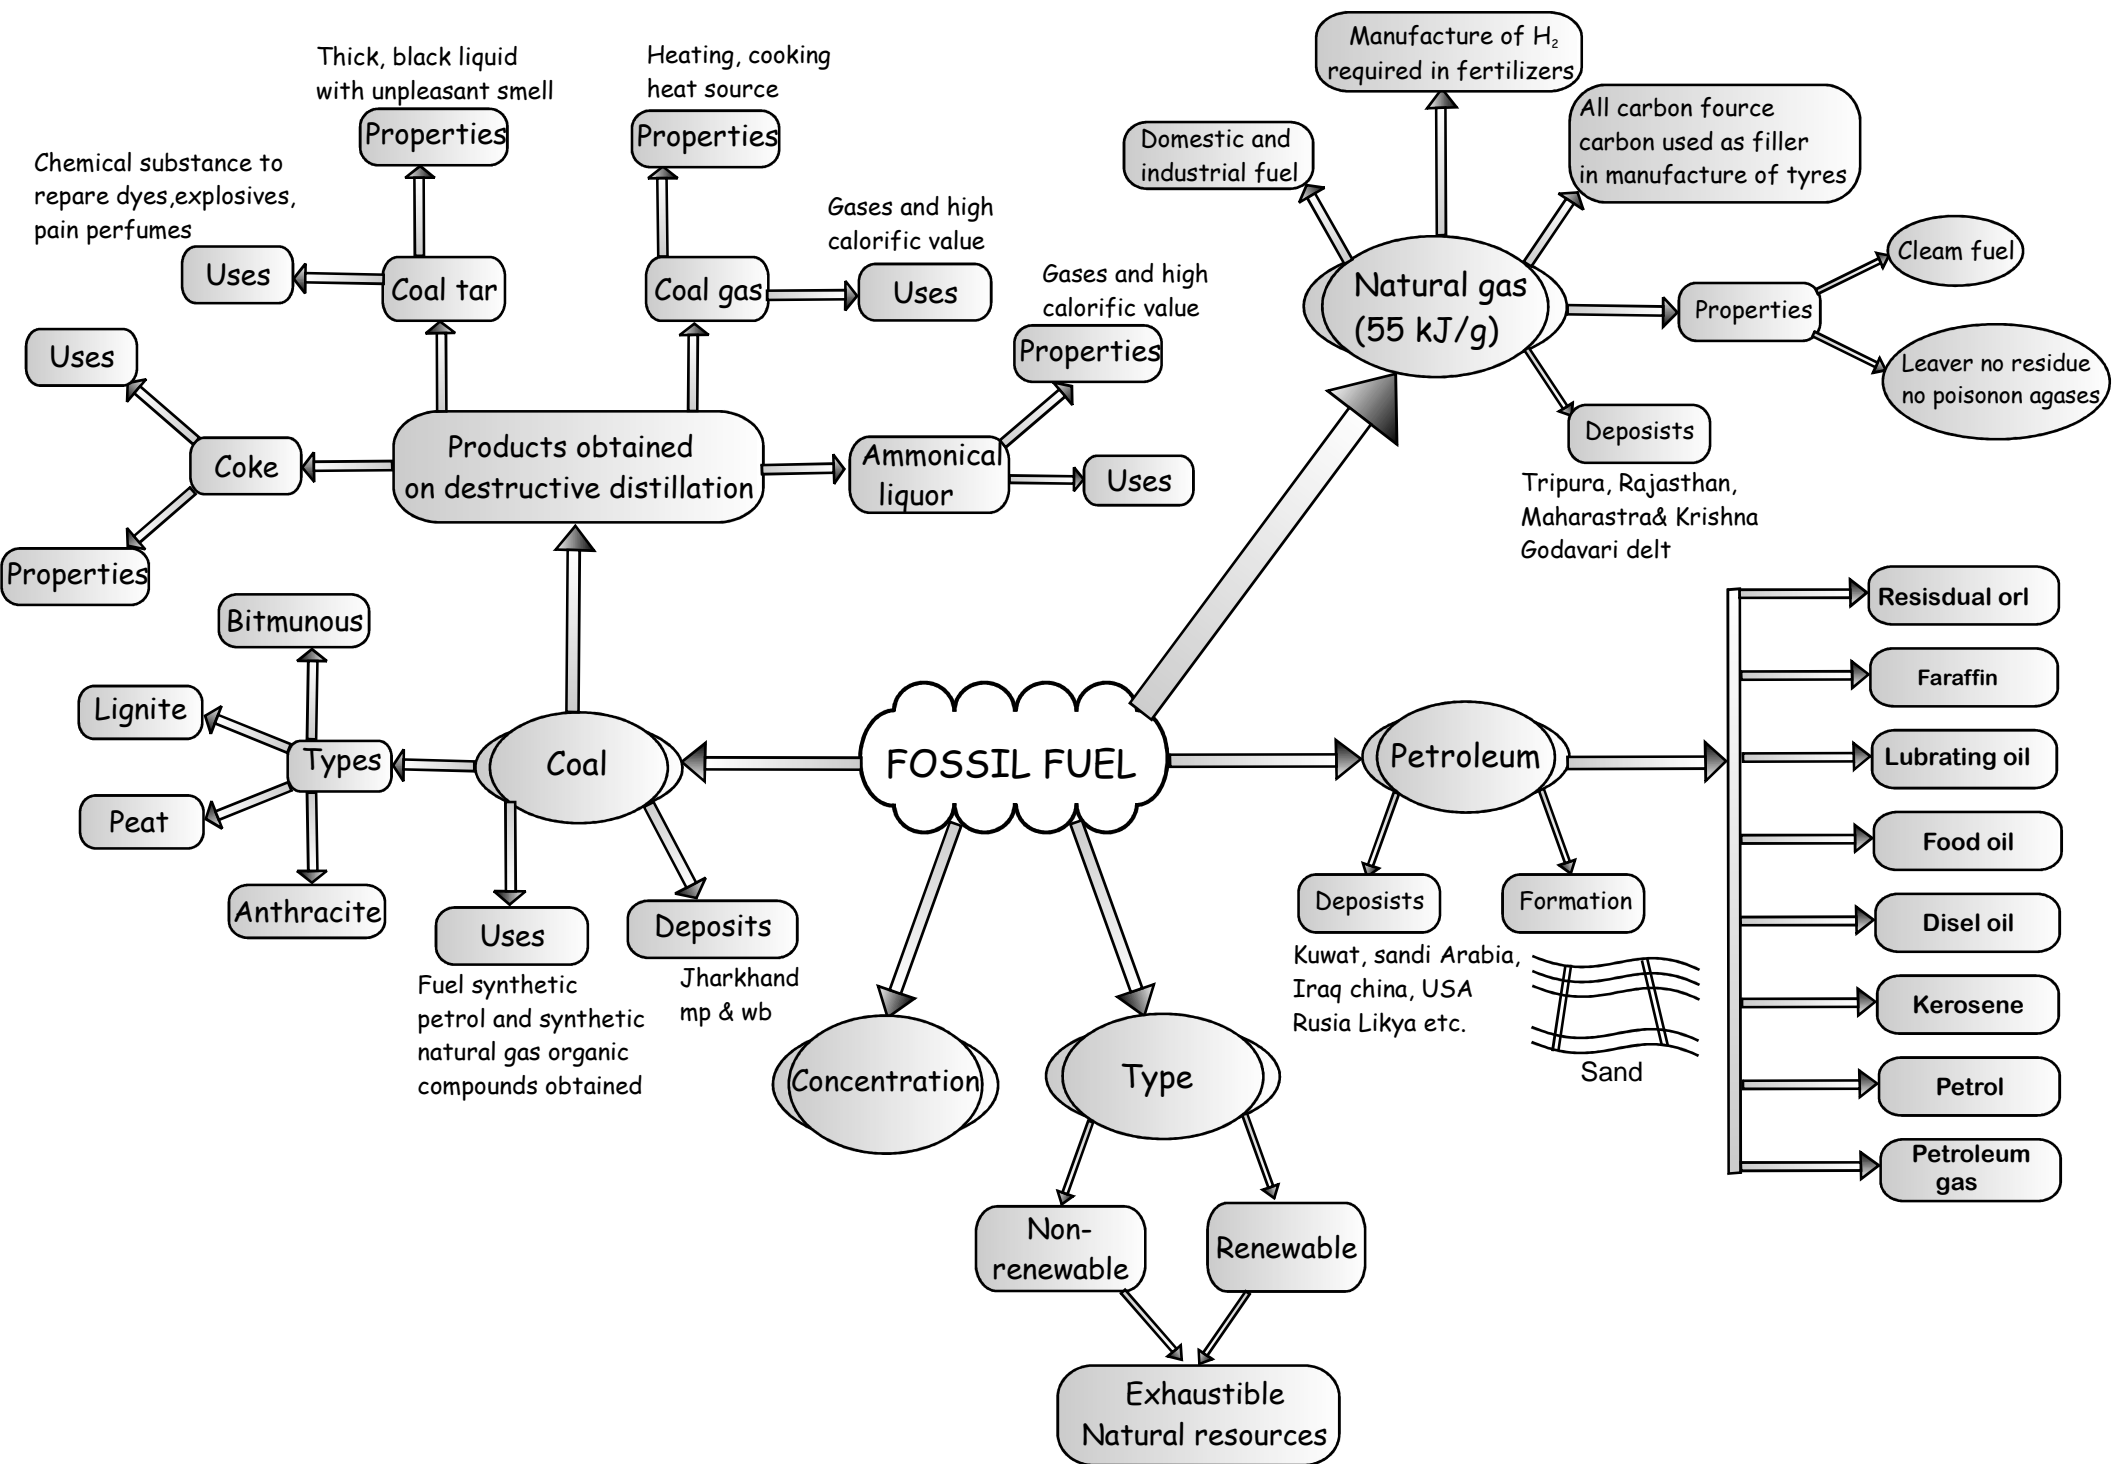 Thick, black liquid
with unpleasant smell
Properties
Heating, cooking
heat source
Properties
Chemical substance to
repare dyes,explosives,
pain perfumes
Uses
Coal tar
Coal gas
Gases and high
calorific value
Uses
Gases and high
calorific value
Properties
Uses
Coke
Properties
Products obtained
on destructive distillation
Ammonical
liquor
Uses
Manufacture of H₂
required in fertilizers
Domestic and
industrial fuel
All carbon fource
carbon used as filler
in manufacture of tyres
Natural gas
(55 kJ/g)
Properties
Cleam fuel
Leaver no residue
no poisonon agases
Deposists
Tripura, Rajasthan,
Maharastra& Krishna
Godavari delt
Bitmunous
Lignite
Types
Peat
Anthracite
Coal
Uses
Fuel synthetic
petrol and synthetic
natural gas organic
compounds obtained
Deposits
Jharkhand
mp & wb
FOSSIL FUEL
Petroleum
Deposists
Kuwat, sandi Arabia,
Iraq china, USA
Rusia Likya etc.
Formation
Sand
Resisdual orl
Faraffin
Lubrating oil
Food oil
Disel oil
Kerosene
Petrol
Petroleum
gas
Concentration
Type
Non-
renewable
Renewable
Exhaustible
Natural resources